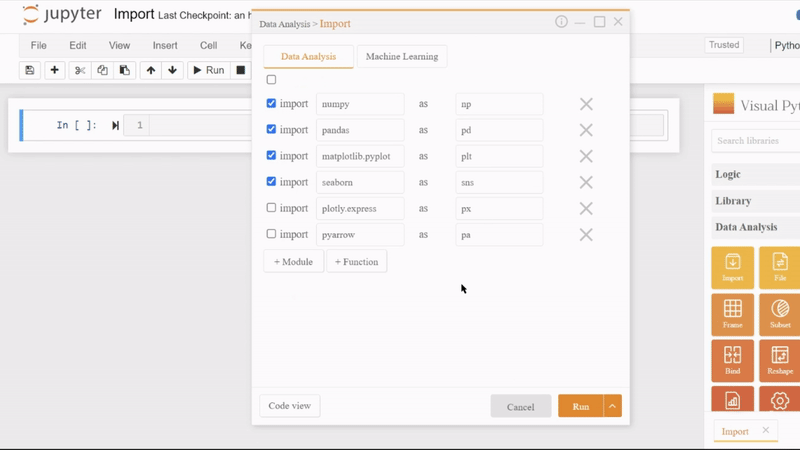 jupyter Import Last Checkpoint: an h
File Edit View Insert Cell Ke Trusted Python
Run
In [ ]: 1
Data Analysis > Import
Data Analysis Machine Learning
import numpy as np
import pandas as pd
import matplotlib.pyplot as plt
import seaborn as sns
import plotly.express as px
import pyarrow as pa
+ Module + Function
Code view Cancel Run
Visual Py
Search libraries
Logic
Library
Data Analysis
Import File
Frame Subset
Bind Reshape
Import